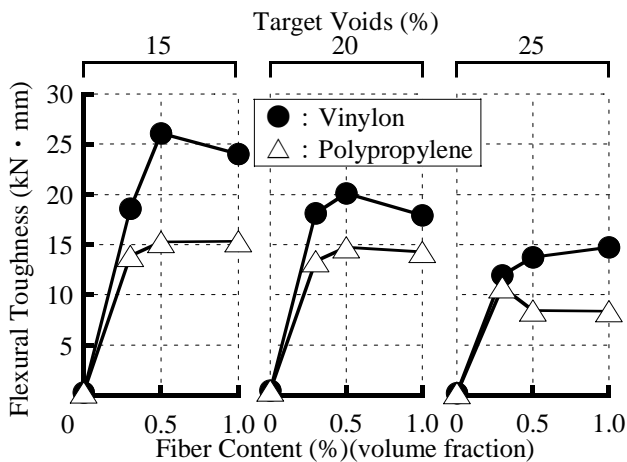 Target Voids (%)
15 20 25
Flexural Toughness (kN・mm)
30
25
20
15
10
5
● : Vinylon
△ : Polypropylene
0 0.5 1.0 0 0.5 1.0 0 0.5 1.0
Fiber Content (%)(volume fraction)